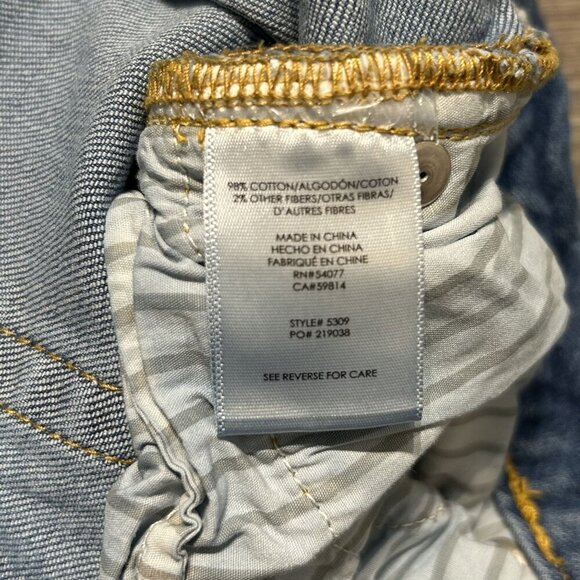 98% COTTON/ALGODÓN/COTON
2% OTHER FIBERS/OTRAS FIBRAS/
D'AUTRES FIBRES
MADE IN CHINA
HECHO EN CHINA
FABRIQUÉ EN CHINE
RN#54077
CA#59814
STYLE# 5309
PO# 219038
SEE REVERSE FOR CARE